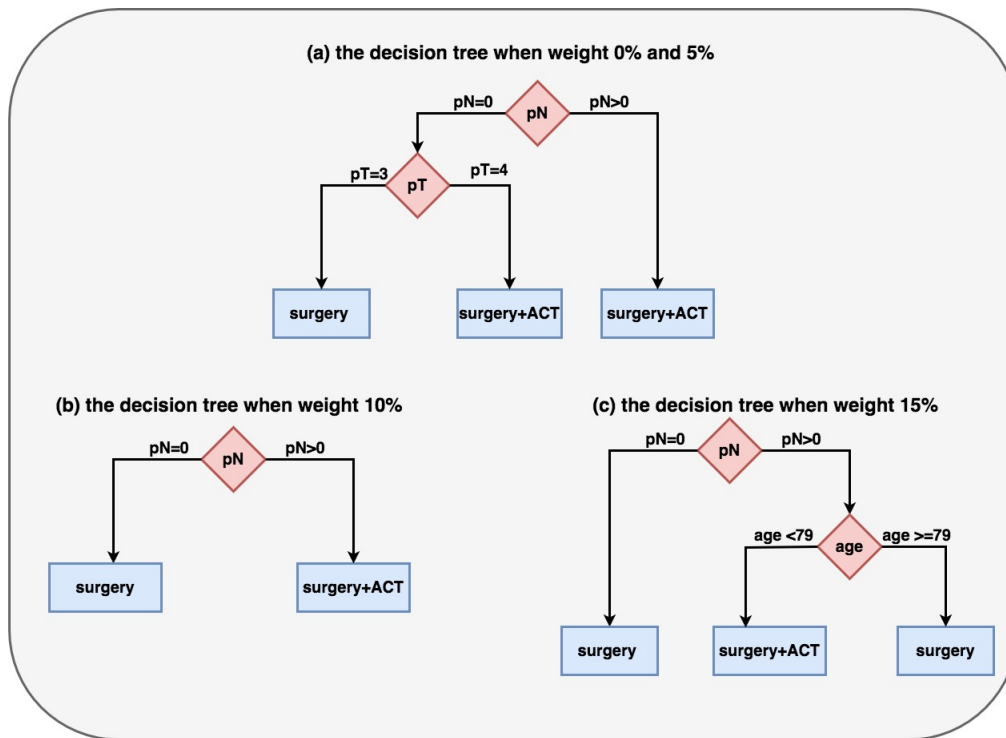 (a) the decision tree when weight 0% and 5%
pN=0
pN
pN>0
pT=3
pT
pT=4
surgery
surgery+ACT
surgery+ACT
(b) the decision tree when weight 10%
pN=0
pN
pN>0
surgery
surgery+ACT
(c) the decision tree when weight 15%
pN=0
pN
pN>0
age <79
age
age >=79
surgery
surgery+ACT
surgery